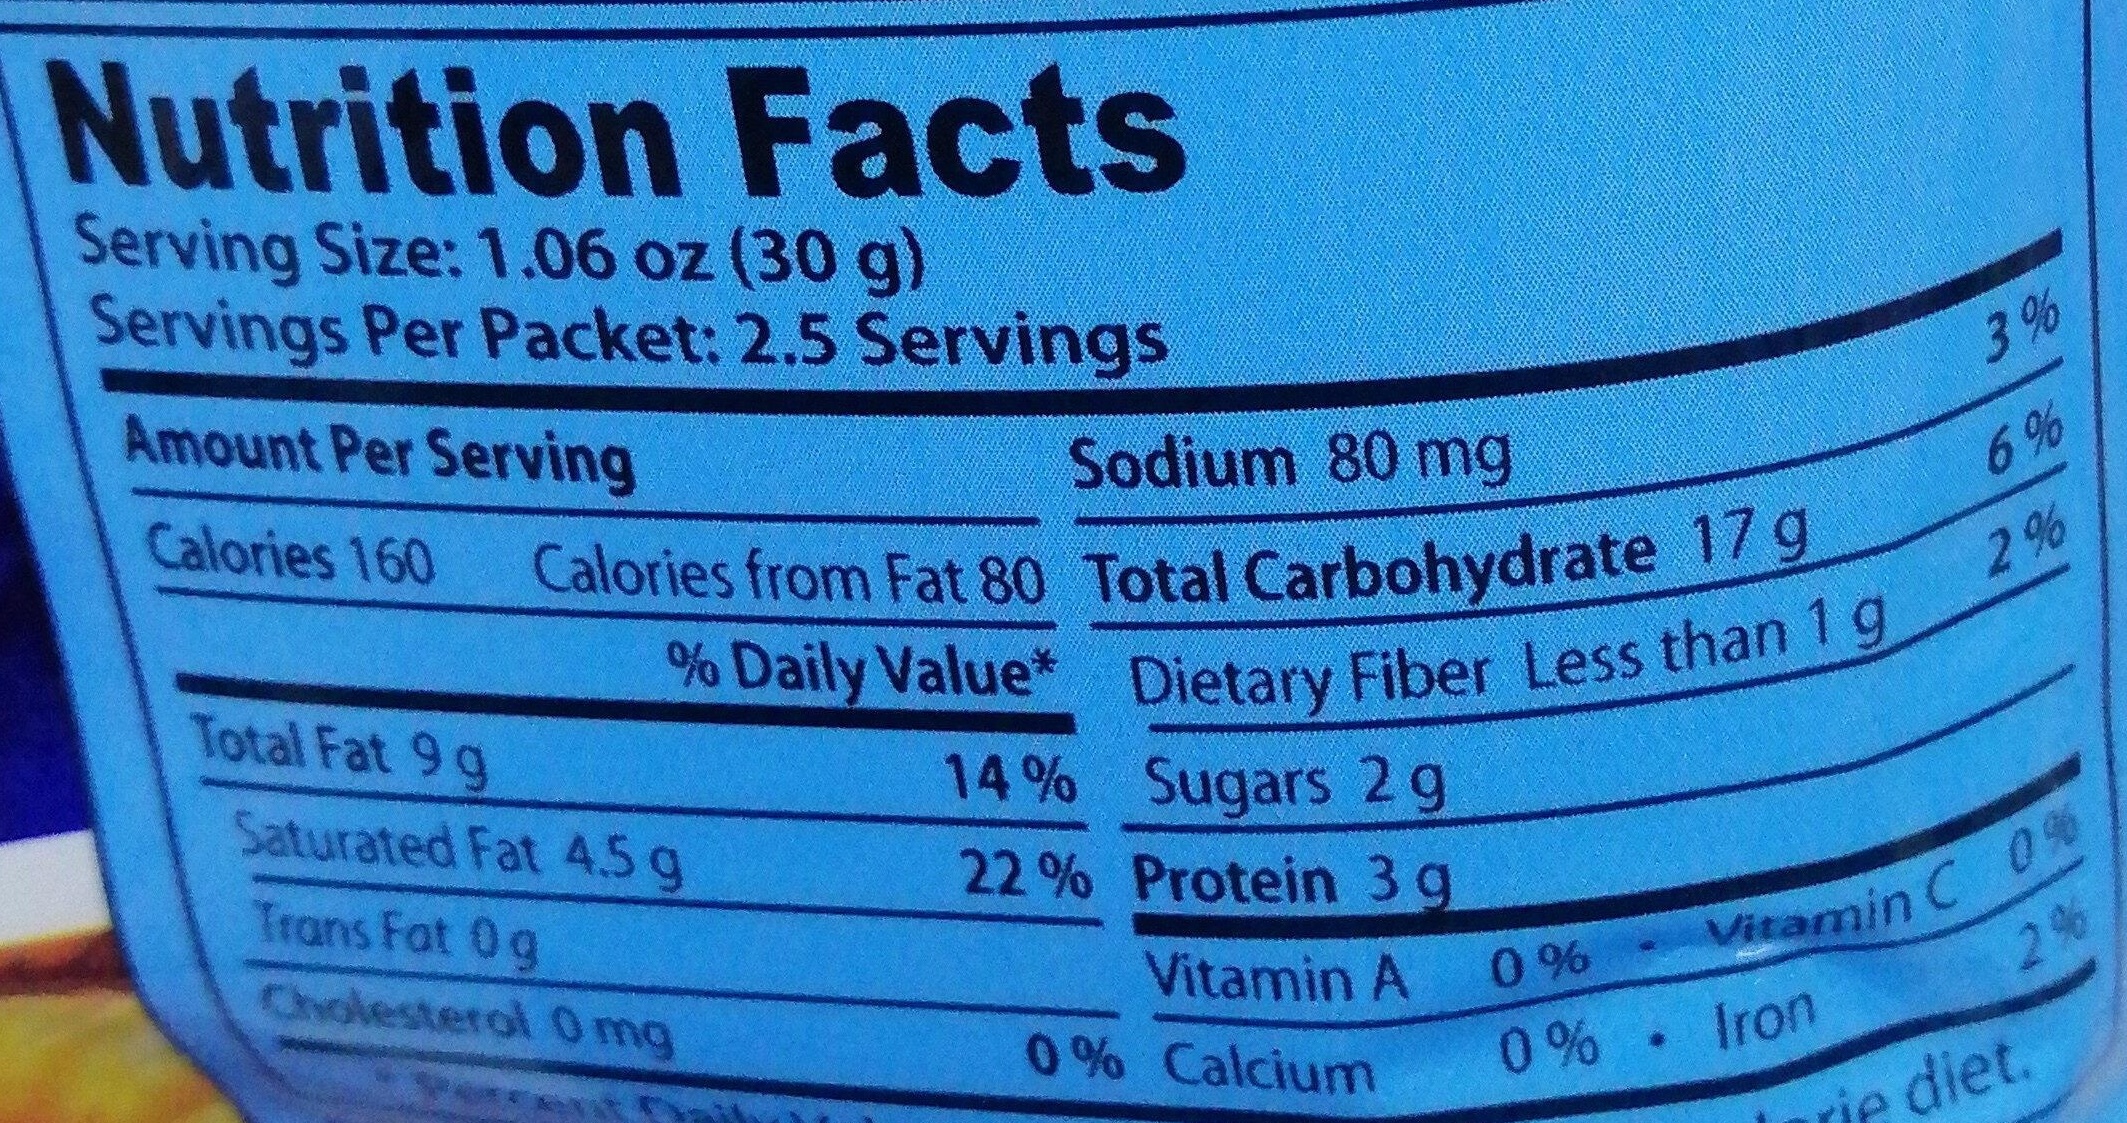 Nutrition Facts
Serving Size: 1.06 oz (30 g)
Servings Per Packet: 2.5 Servings
Amount Per Serving
Calories 160 Calories from Fat 80
% Daily Value*
Total Fat 9 g 14 %
Saturated Fat 4.5 g 22 %
Trans Fat 0 g
Cholesterol 0 mg 0 %
Sodium 80 mg 3 %
Total Carbohydrate 17 g 6 %
Dietary Fiber Less than 1 g 2 %
Sugars 2 g
Protein 3 g
Vitamin A 0 % • Vitamin C 0 %
Calcium 0 % • Iron 2 %
* Percent Daily
diet.